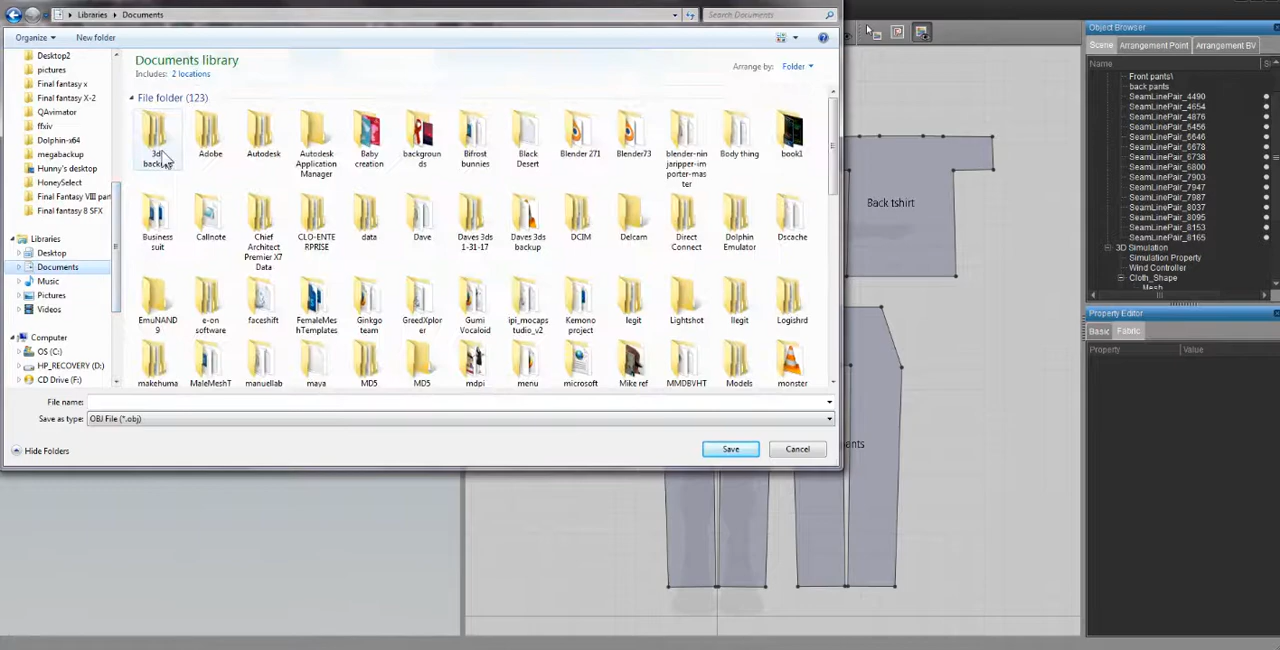 Libraries ▸ Documents
Search Documents
Organize
New folder
Desktop2
pictures
Final fantasy x
Final fantasy X-2
QAvimator
ffxiv
Dolphin-x64
megabackup
Hunny's desktop
HoneySelect
Final Fantasy VIII par
Final fantasy 8 SFX
Libraries
Desktop
Documents
Music
Pictures
Videos
Computer
OS (C:)
HP_RECOVERY (D:)
CD Drive (F:)
Documents library
Includes: 2 locations
Arrange by: Folder
File folder (123)
Adobe
Autodesk
Autodesk Application Manager
Baby creation
backgrounds
Bifrost bunnies
Black Desert
Blender 271
Blender73
blender-ninjaripper-importer-master
Body thing
book1
Business suit
Callnote
Chief Architect Premier X7 Data
CLO-ENTERPRISE
data
Dave
Daves 3ds 1-31-17
Daves 3ds backup
DCIM
Delcam
Direct Connect
Dolphin Emulator
Dscache
EmuNAND 9
e-on software
faceshift
FemaleMeshTemplates
Ginkgo team
GreedXplorer
Gumi Vocaloid
ipi_mocap studio_v2
Kemono project
legit
Lightshot
llegit
Logishrd
makehuma
MaleMeshT
manuellab
maya
MD5
MD5
mdpi
menu
microsoft
Mike ref
MMDBVHT
Models
monster
File name:
Save as type: OBJ File (*.obj)
Hide Folders
Save
Cancel
Back tshirt
ants
Object Browser
Scene
Arrangement Point
Arrangement BV
Name
Front pants\
back pants
SeamLinePair_4490
SeamLinePair_4654
SeamLinePair_4876
SeamLinePair_5456
SeamLinePair_6646
SeamLinePair_6678
SeamLinePair_6738
SeamLinePair_6800
SeamLinePair_7903
SeamLinePair_7947
SeamLinePair_7987
SeamLinePair_8037
SeamLinePair_8095
SeamLinePair_8153
SeamLinePair_8165
3D Simulation
Simulation Property
Wind Controller
Cloth_Shape
Mesh
Property Editor
Basic
Fabric
Property
Value